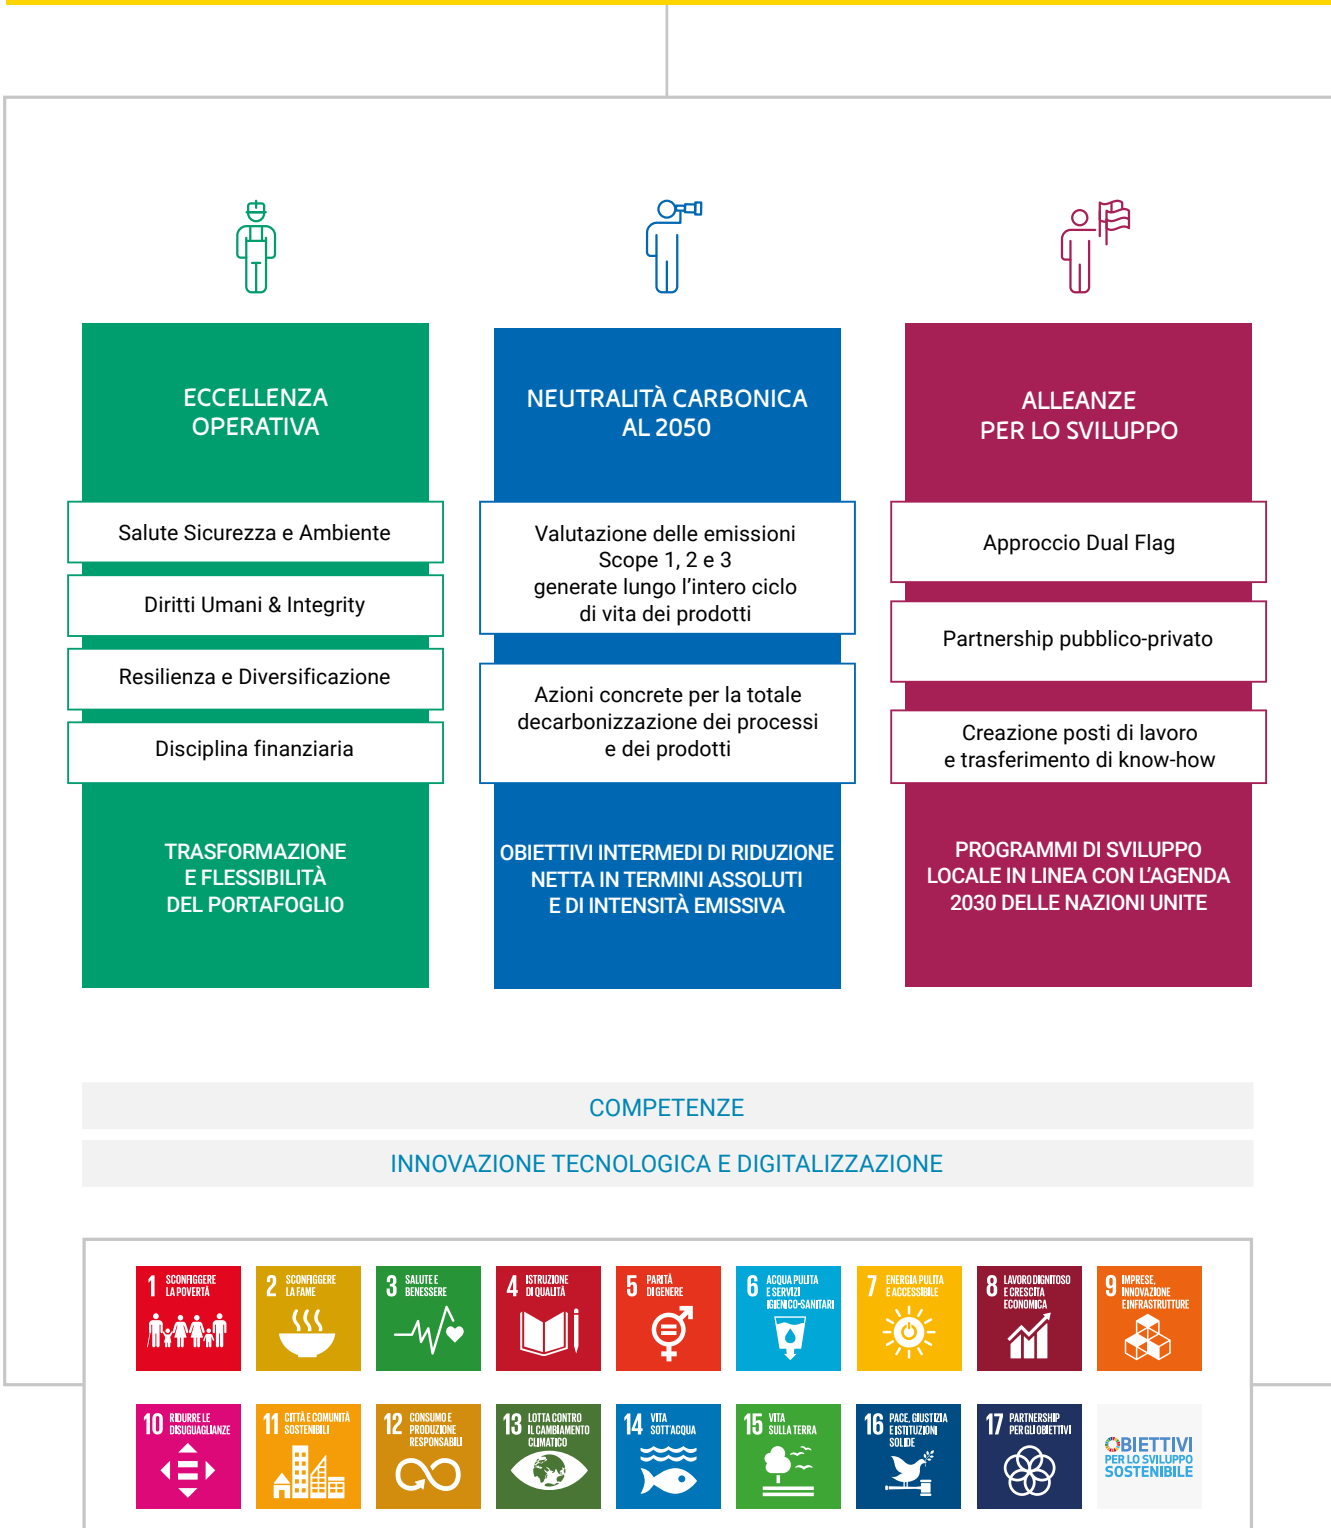 ECCELLENZA
OPERATIVA
Salute Sicurezza e Ambiente
Diritti Umani & Integrity
Resilienza e Diversificazione
Disciplina finanziaria
TRASFORMAZIONE
E FLESSIBILITÀ
DEL PORTAFOGLIO
NEUTRALITÀ CARBONICA
AL 2050
Valutazione delle emissioni
Scope 1, 2 e 3
generate lungo l’intero ciclo
di vita dei prodotti
Azioni concrete per la totale
decarbonizzazione dei processi
e dei prodotti
OBIETTIVI INTERMEDI DI RIDUZIONE
NETTA IN TERMINI ASSOLUTI
E DI INTENSITÀ EMISSIVA
ALLEANZE
PER LO SVILUPPO
Approccio Dual Flag
Partnership pubblico-privato
Creazione posti di lavoro
e trasferimento di know-how
PROGRAMMI DI SVILUPPO
LOCALE IN LINEA CON L’AGENDA
2030 DELLE NAZIONI UNITE
COMPETENZE
INNOVAZIONE TECNOLOGICA E DIGITALIZZAZIONE
1 SCONFIGGERE
LA POVERTÀ
2 SCONFIGGERE
LA FAME
3 SALUTE E
BENESSERE
4 ISTRUZIONE
DI QUALITÀ
5 PARITÀ
DI GENERE
6 ACQUA PULITA
E SERVIZI
IGIENICO-SANITARI
7 ENERGIA PULITA
E ACCESSIBILE
8 LAVORO DIGNITOSO
E CRESCITA
ECONOMICA
9 IMPRESE,
INNOVAZIONE
E INFRASTRUTTURE
10 RIDURRE LE
DISUGUAGLIANZE
11 CITTÀ E COMUNITÀ
SOSTENIBILI
12 CONSUMO E
PRODUZIONE
RESPONSABILI
13 LOTTA CONTRO
IL CAMBIAMENTO
CLIMATICO
14 VITA
SOTT'ACQUA
15 VITA
SULLA TERRA
16 PACE, GIUSTIZIA
E ISTITUZIONI
SOLIDE
17 PARTNERSHIP
PER GLI OBIETTIVI
OBIETTIVI
PER LO SVILUPPO
SOSTENIBILE